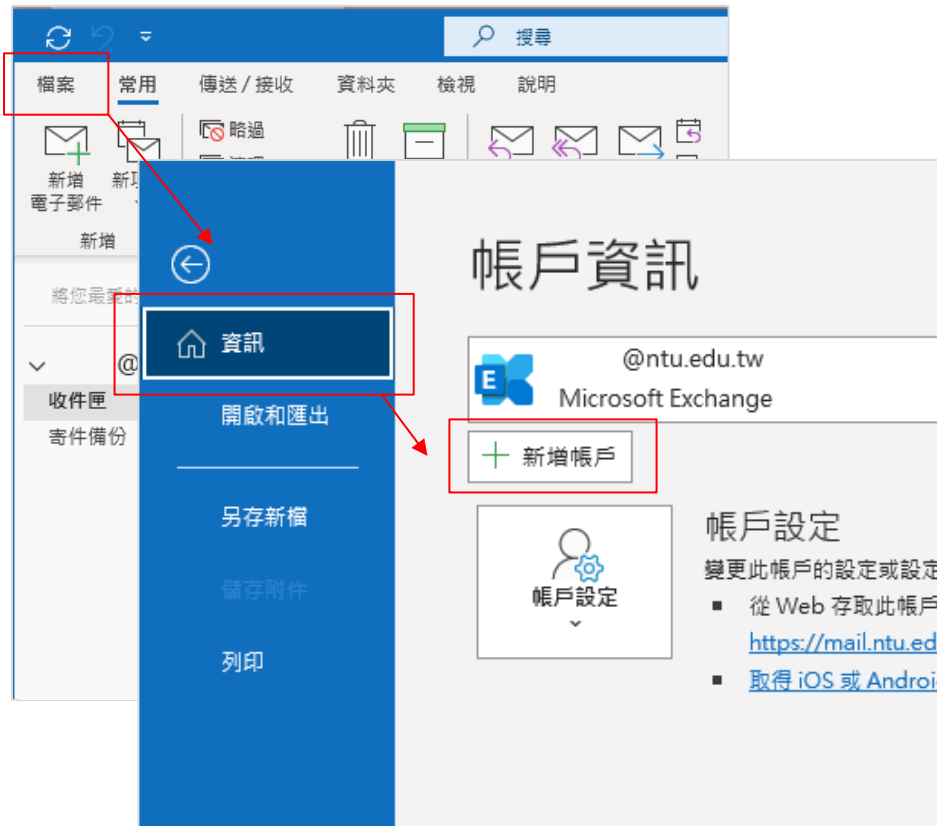 搜尋
檔案 常用 傳送 / 接收 資料夾 檢視 說明
略過
新增
電子郵件
新增
將您最愛的
@
收件匣
寄件備份
資訊
開啟和匯出
另存新檔
儲存附件
列印
帳戶資訊
E
@ntu.edu.tw
Microsoft Exchange
新增帳戶
帳戶設定
帳戶設定
變更此帳戶的設定或設定
■ 從 Web 存取此帳戶
https://mail.ntu.ed
■ 取得 iOS 或 Androi